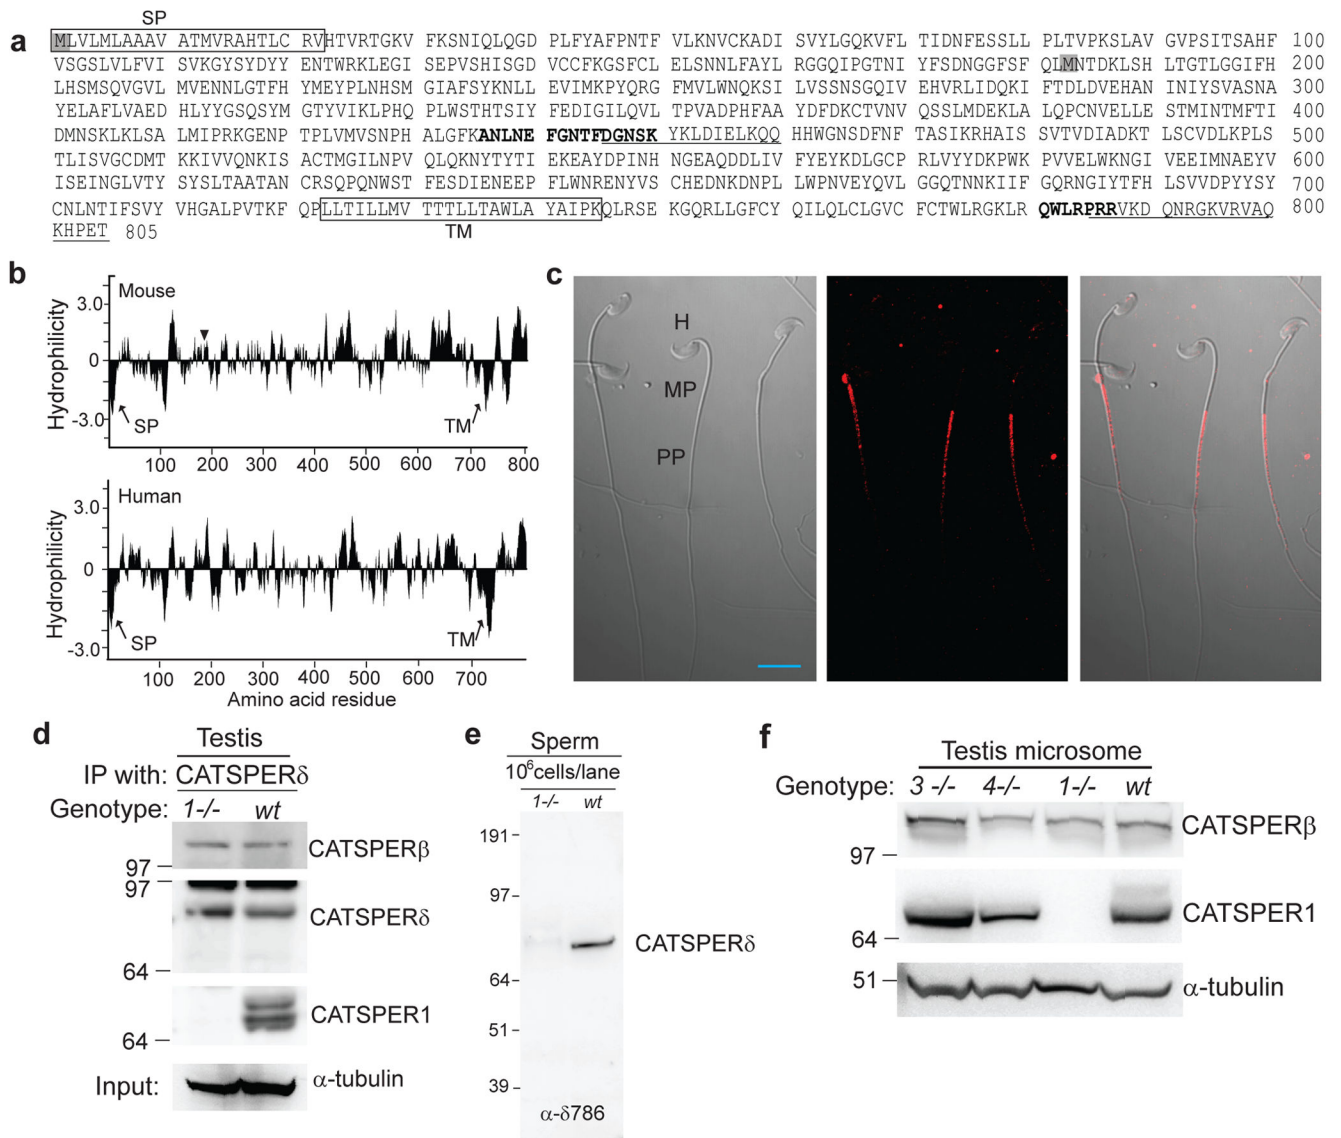 SP
a
MLVLMLAAAV ATMVRAHTLC RVHTVRTGKV FKSNIQLQGD PLFYAFPNTF VLKNVCKADI SVYLGQKVFL TIDNFESSLL PLTVPKSLAV GVPSITSAHF 100
VSGSLVLFVI SVKGYSYDYY ENTWRKLEGI SEPVSHISGD VCCFKGSFCL ELSNNLFAYL RGGQIPGTNI YFSDNGGFSF QLMNTDKLSH LTGTLGGIFH 200
LHSMSQVGVL MVENNLGTFH YMEYPLNHSM GIAFSYKNLL EVIMKPYQRG FMVLWNQKSI LVSSNSGQIV EHVRLIDQKI FTDLDVEHAN ININYSVASNA 300
YELAFLVAED HLYYGSQSYM GTYVIKLPHQ PLWSTHTSIY FEDIGILQVL TPVADPHFAA YDFDKCTVNV QSSLMDEKLA LQPCNVELLE STMINTMFTI 400
DMNSKLKLSA LMIPRKGENP TPLVMVSNPH ALGFKANLNE FGNTFDGNSK YKLDIELKQQ HHWGNSDFNF TASIKRHAIS SVTVDIADKT LSCVDLKPLS 500
TLISVGCDMT KKIVVQNKIS ACTMGILNPV QLQKNYTYTI EKEAYDPINH NGEAQDDLIV FYEYKDLGCP RLVYYDKPWK PVVELWKNGI VEEIMNAEYV 600
ISEINGLVTY SYSLTAATAN CRSQPQNWST FESDIENEEP FLWNRENYVS CHEDNKDNPL LWPNVEYQVL GGQTNNKIIF GQRNGIYTFH LSVVDPYYSY 700
CNLNTIFSVY VHGALPVTKF QPLLTILLMV TTTLLTAWLA YAIPKQLRSE KGQRLLGFCY QILQLCLGVC FCTWLRGKLR QWLRPRRVKD QNRGKVRVAQ 800
KHPET 805
TM
b
Mouse
Hydrophilicity
3.0
0
-3.0
SP
TM
100 200 300 400 500 600 700 800
Human
Hydrophilicity
3.0
0
-3.0
SP
TM
100 200 300 400 500 600 700
Amino acid residue
c
H
MP
PP
d
Testis
IP with: CATSPERδ
Genotype: 1-/- wt
CATSPERβ
97
97
CATSPERδ
64
CATSPER1
64
Input: α-tubulin
e
Sperm
10⁶cells/lane
1-/- wt
191
97
CATSPERδ
64
51
39
α-δ786
f
Testis microsome
Genotype: 3 -/- 4-/- 1-/- wt
CATSPERβ
97
CATSPER1
64
51
α-tubulin